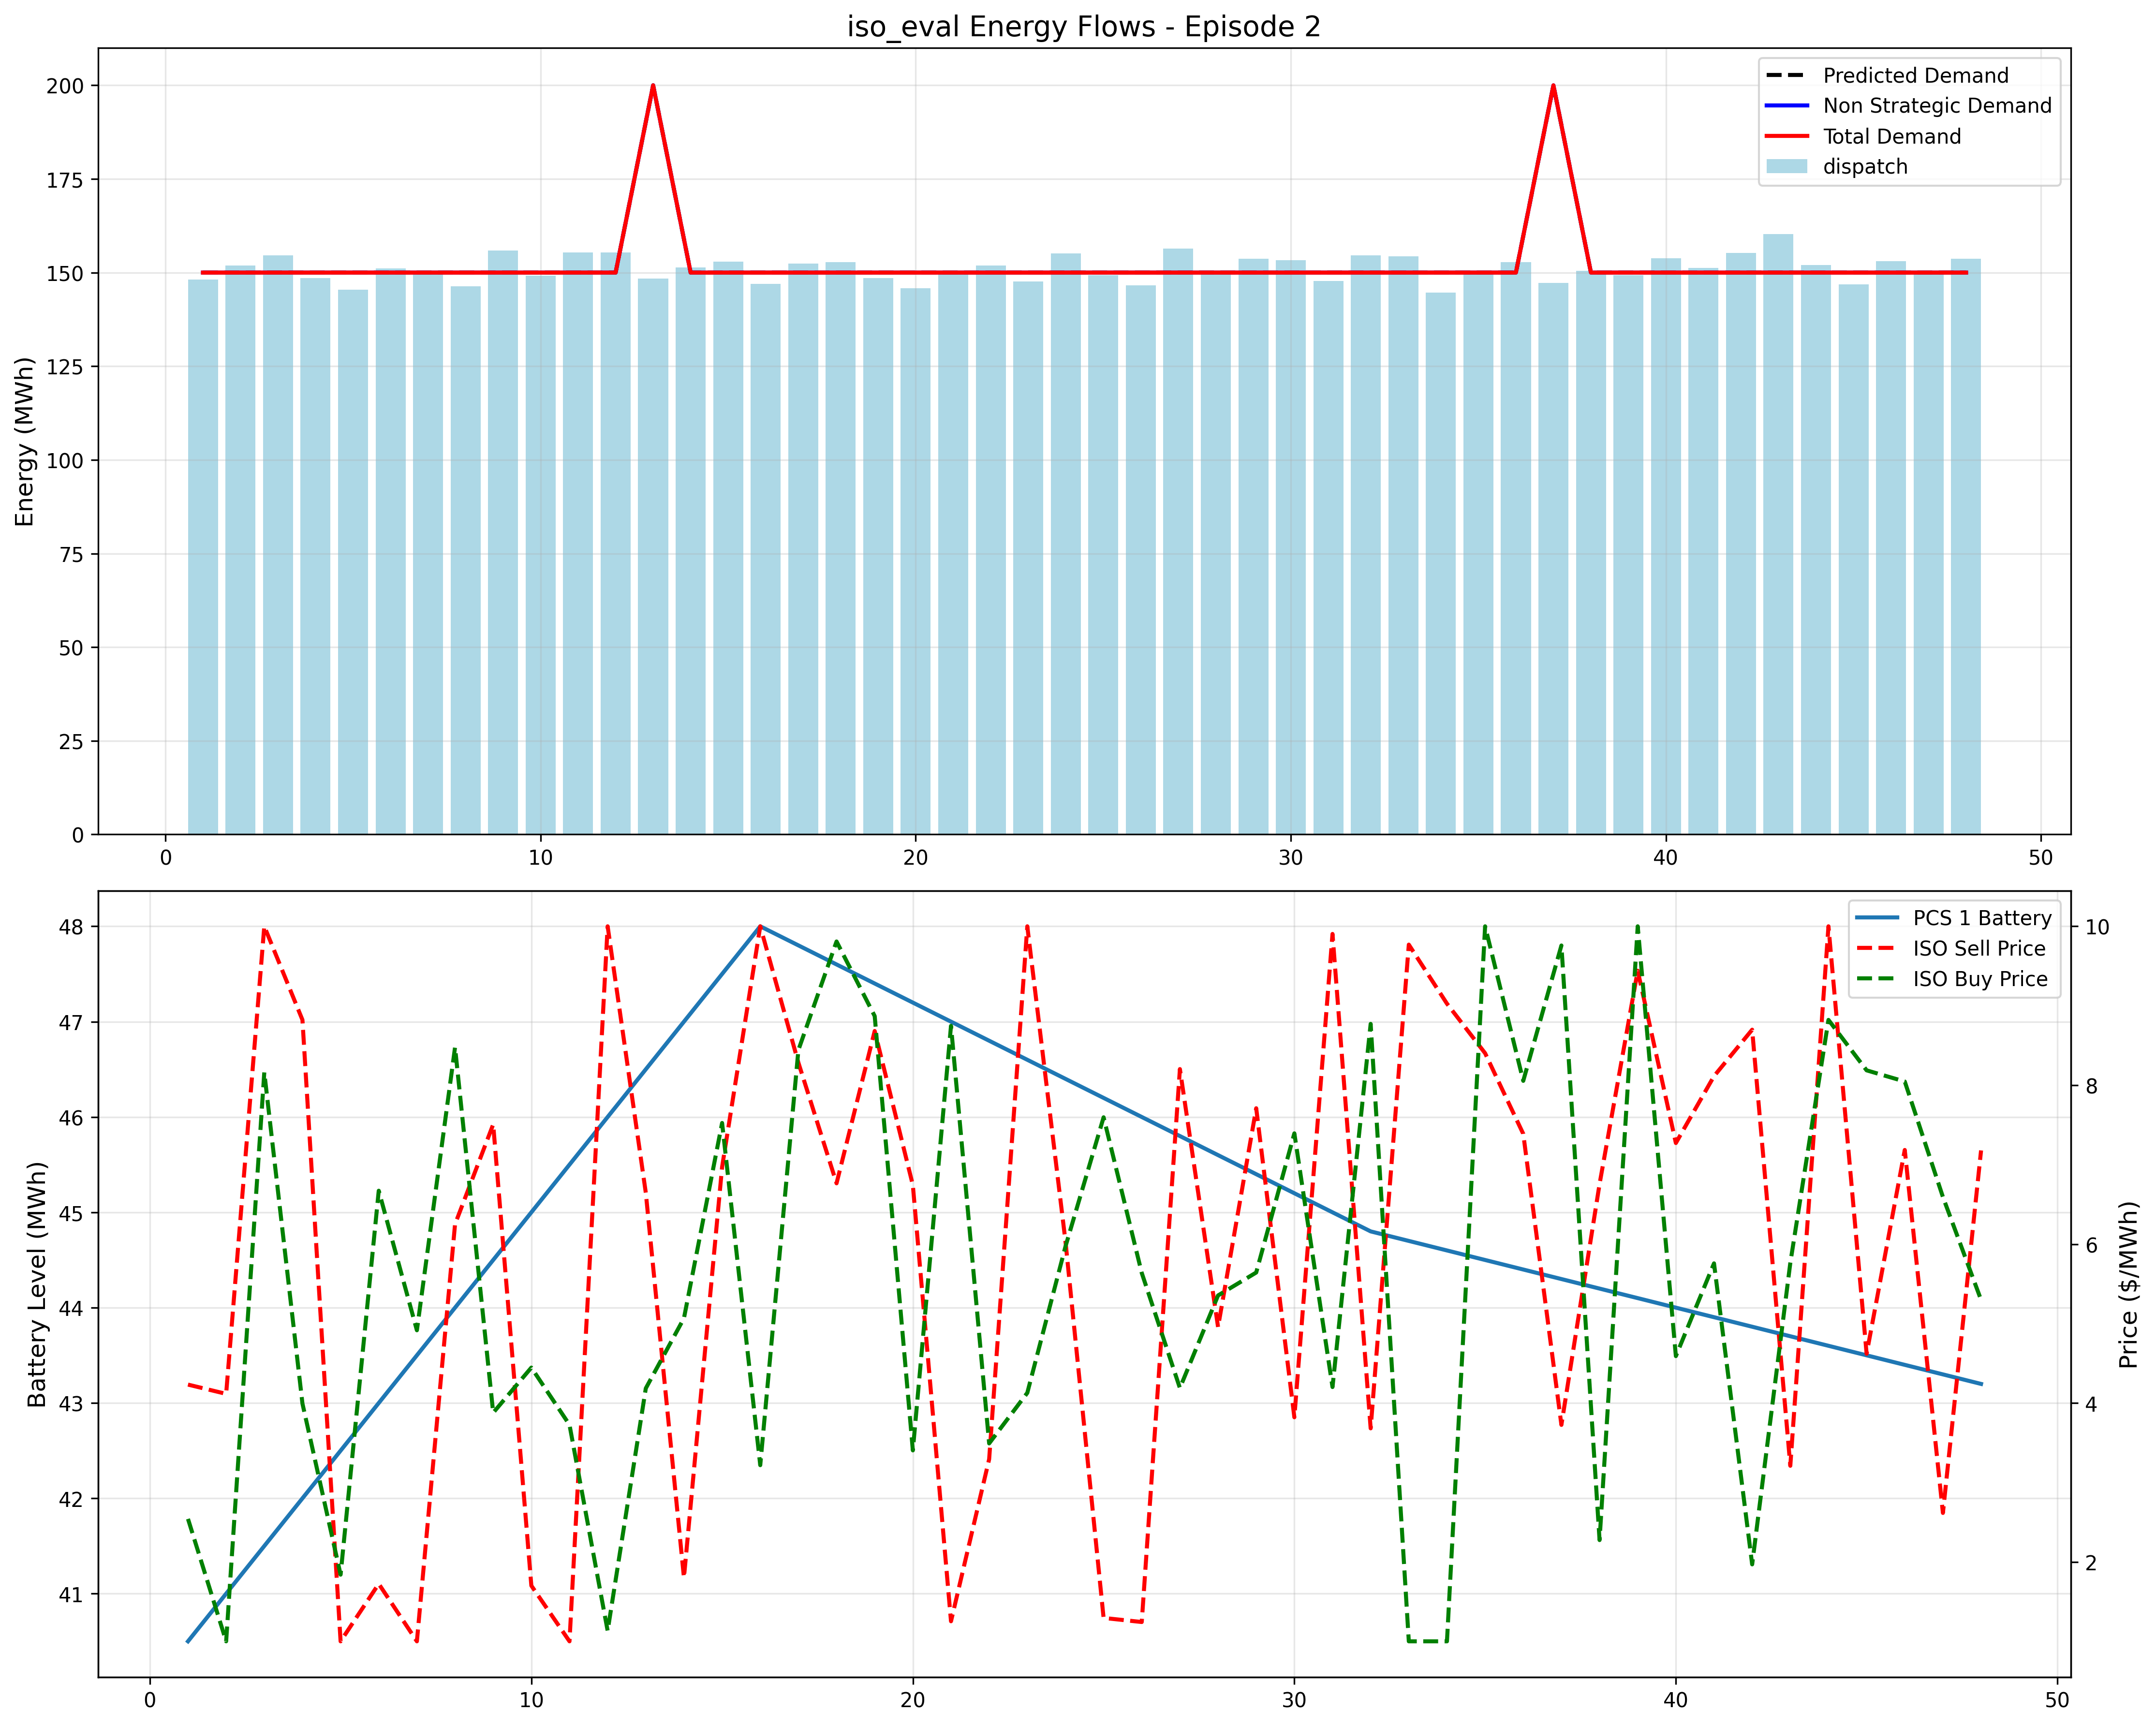 iso_eval Energy Flows - Episode 2
Energy (MWh)
200
175
150
125
100
75
50
25
0
0 10 20 30 40 50
Predicted Demand
Non Strategic Demand
Total Demand
dispatch
Battery Level (MWh)
48
47
46
45
44
43
42
41
0 10 20 30 40 50
PCS 1 Battery
ISO Sell Price
ISO Buy Price
10
8
6
4
2
Price ($/MWh)